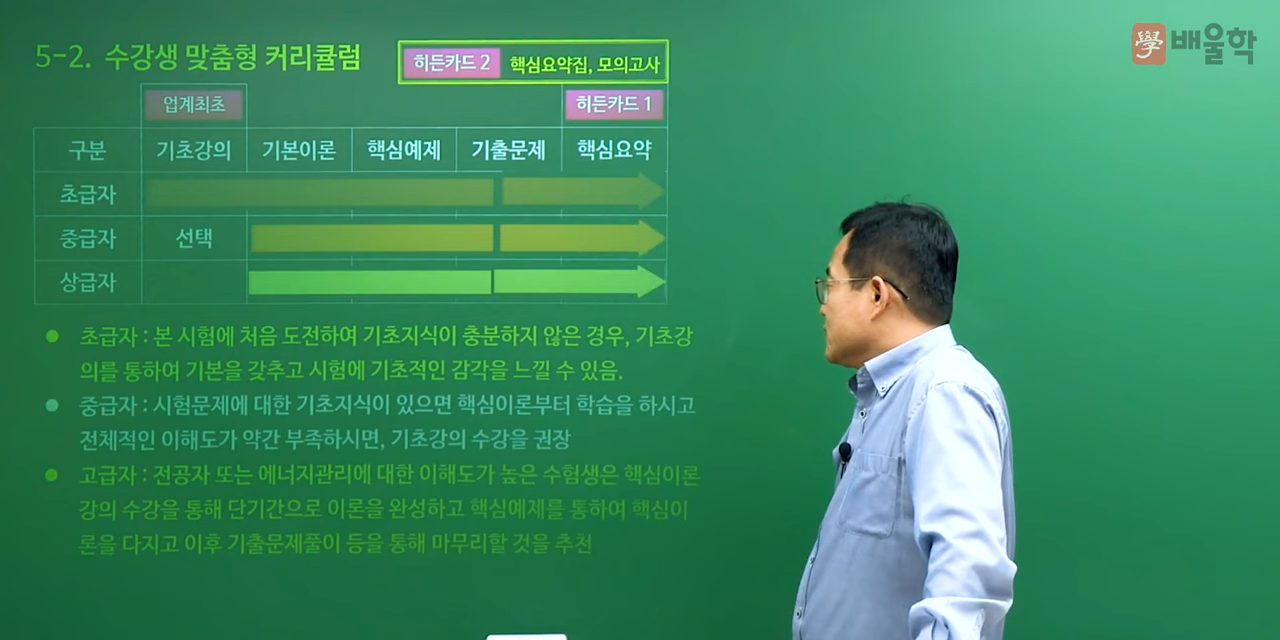 5-2. 수강생 맞춤형 커리큘럼
히든카드 2 핵심요약집, 모의고사
學 배울학
업계최초 히든카드 1
구분 기초강의 기본이론 핵심예제 기출문제 핵심요약
초급자
중급자 선택
상급자
● 초급자 : 본 시험에 처음 도전하여 기초지식이 충분하지 않은 경우, 기초강
의를 통하여 기본을 갖추고 시험에 기초적인 감각을 느낄 수 있음.
● 중급자 : 시험문제에 대한 기초지식이 있으면 핵심이론부터 학습을 하시고
전체적인 이해도가 약간 부족하시면, 기초강의 수강을 권장
● 고급자 : 전공자 또는 에너지관리에 대한 이해도가 높은 수험생은 핵심이론
강의 수강을 통해 단기간으로 이론을 완성하고 핵심예제를 통하여 핵심이
론을 다지고 이후 기출문제풀이 등을 통해 마무리할 것을 추천